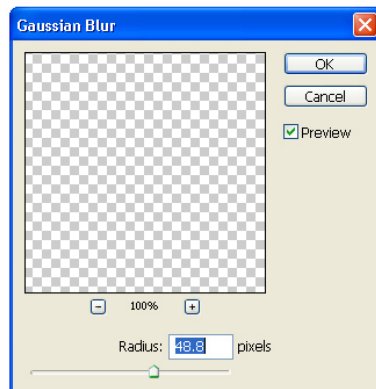 Gaussian Blur
OK
Cancel
Preview
100%
Radius: 48.8 pixels